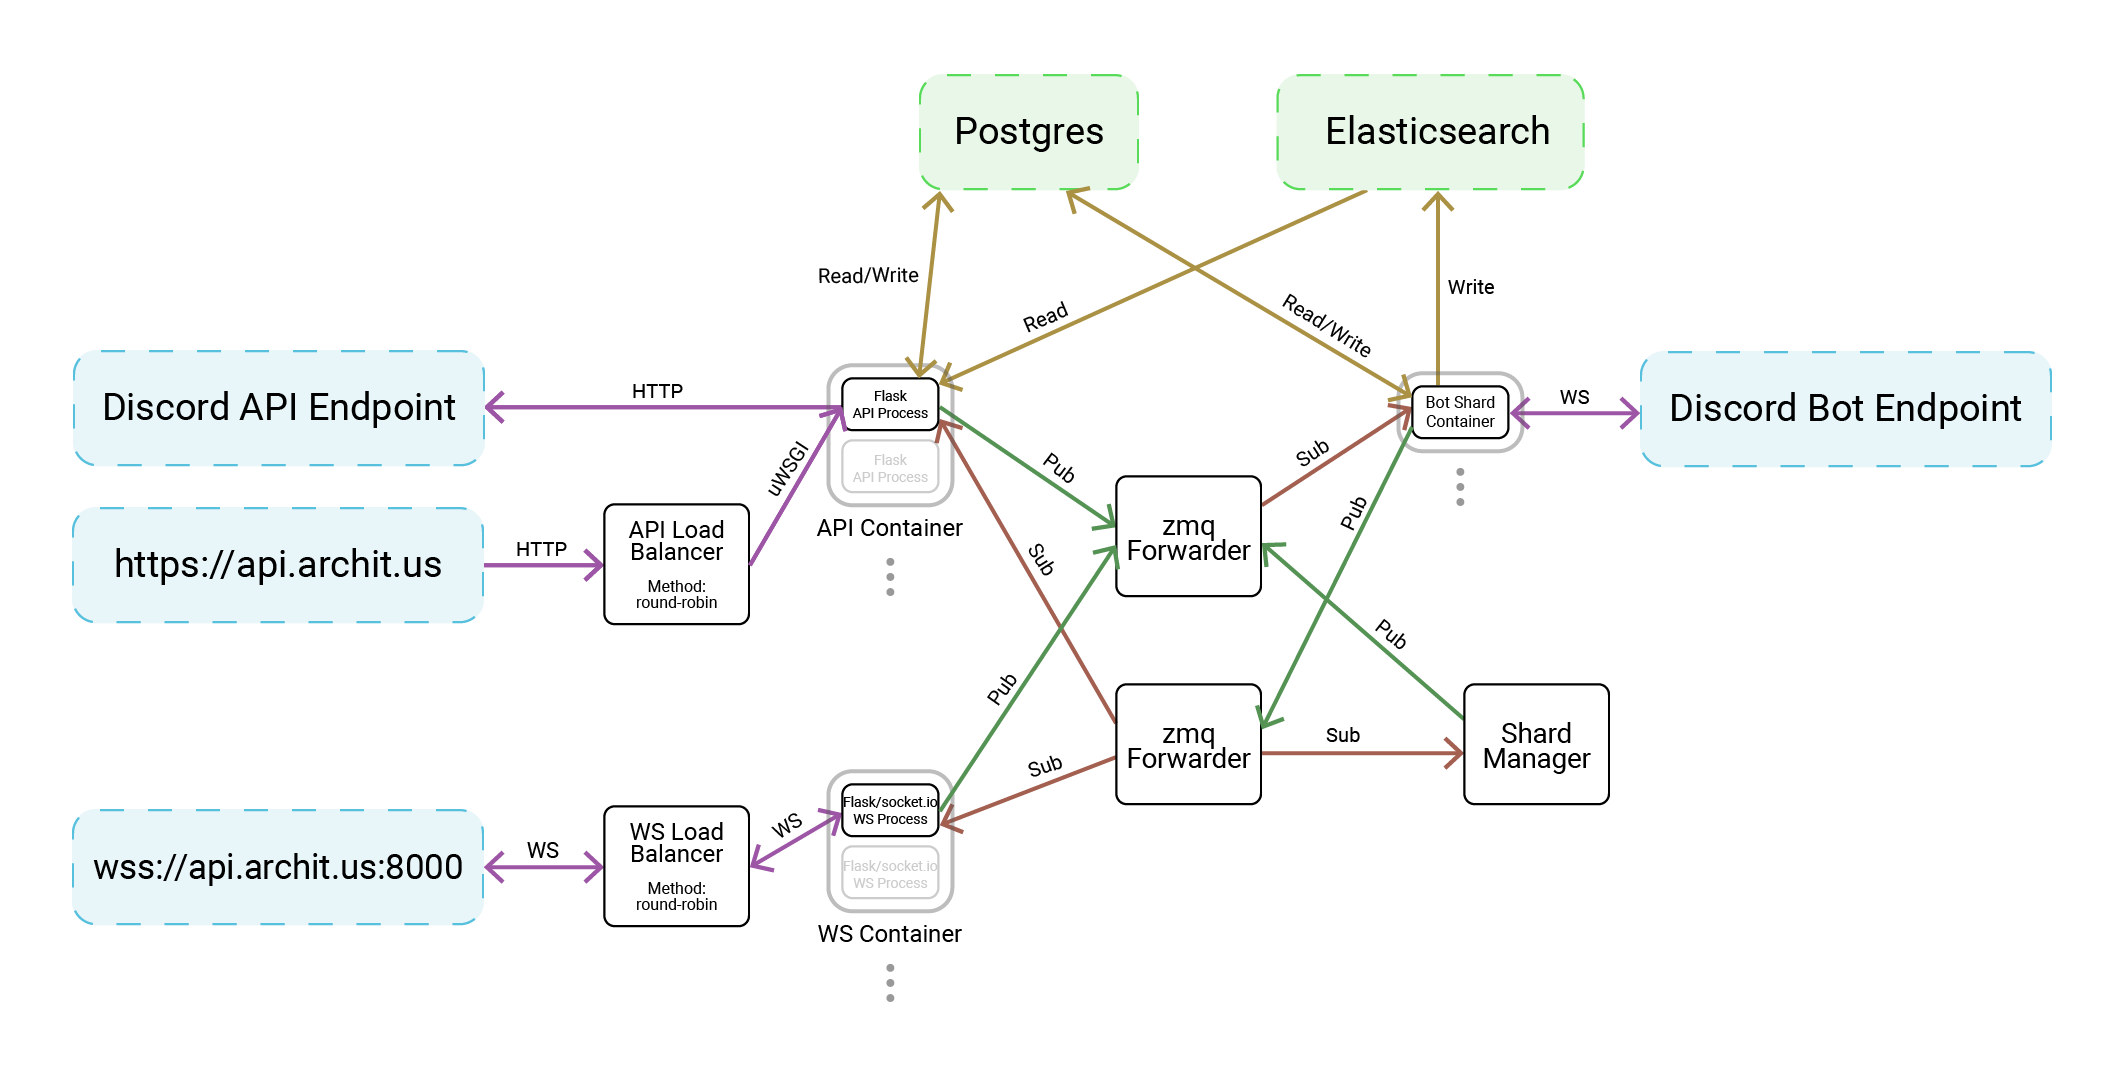 Postgres
Elasticsearch
Read/Write
Read
Read/Write
Write
Discord API Endpoint
HTTP
Flask
API Process
Flask
API Process
API Container
Bot Shard
Container
WS
Discord Bot Endpoint
uWSGI
Pub
Sub
Sub
Pub
https://api.archit.us
HTTP
API Load
Balancer
Method:
round-robin
zmq
Forwarder
Pub
Pub
zmq
Forwarder
Sub
Sub
Shard
Manager
wss://api.archit.us:8000
WS
WS Load
Balancer
Method:
round-robin
WS
Flask/socket.io
WS Process
Flask/socket.io
WS Process
WS Container